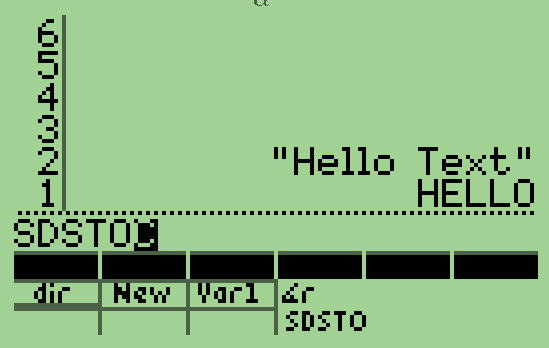 α
6
5
4
3
2 "Hello Text"
1 HELLO
SDSTO
dir New Var1
SDSTO